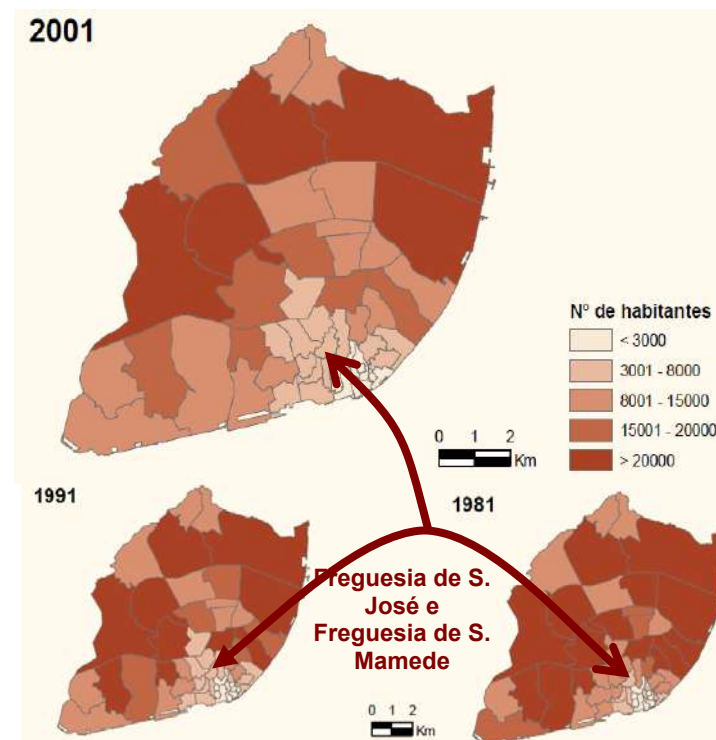 2001
Nº de habitantes
< 3000
3001 - 8000
8001 - 15000
15001 - 20000
> 20000
0 1 2
Km
1991
1981
Freguesia de S.
José e
Freguesia de S.
Mamede
0 1 2
Km